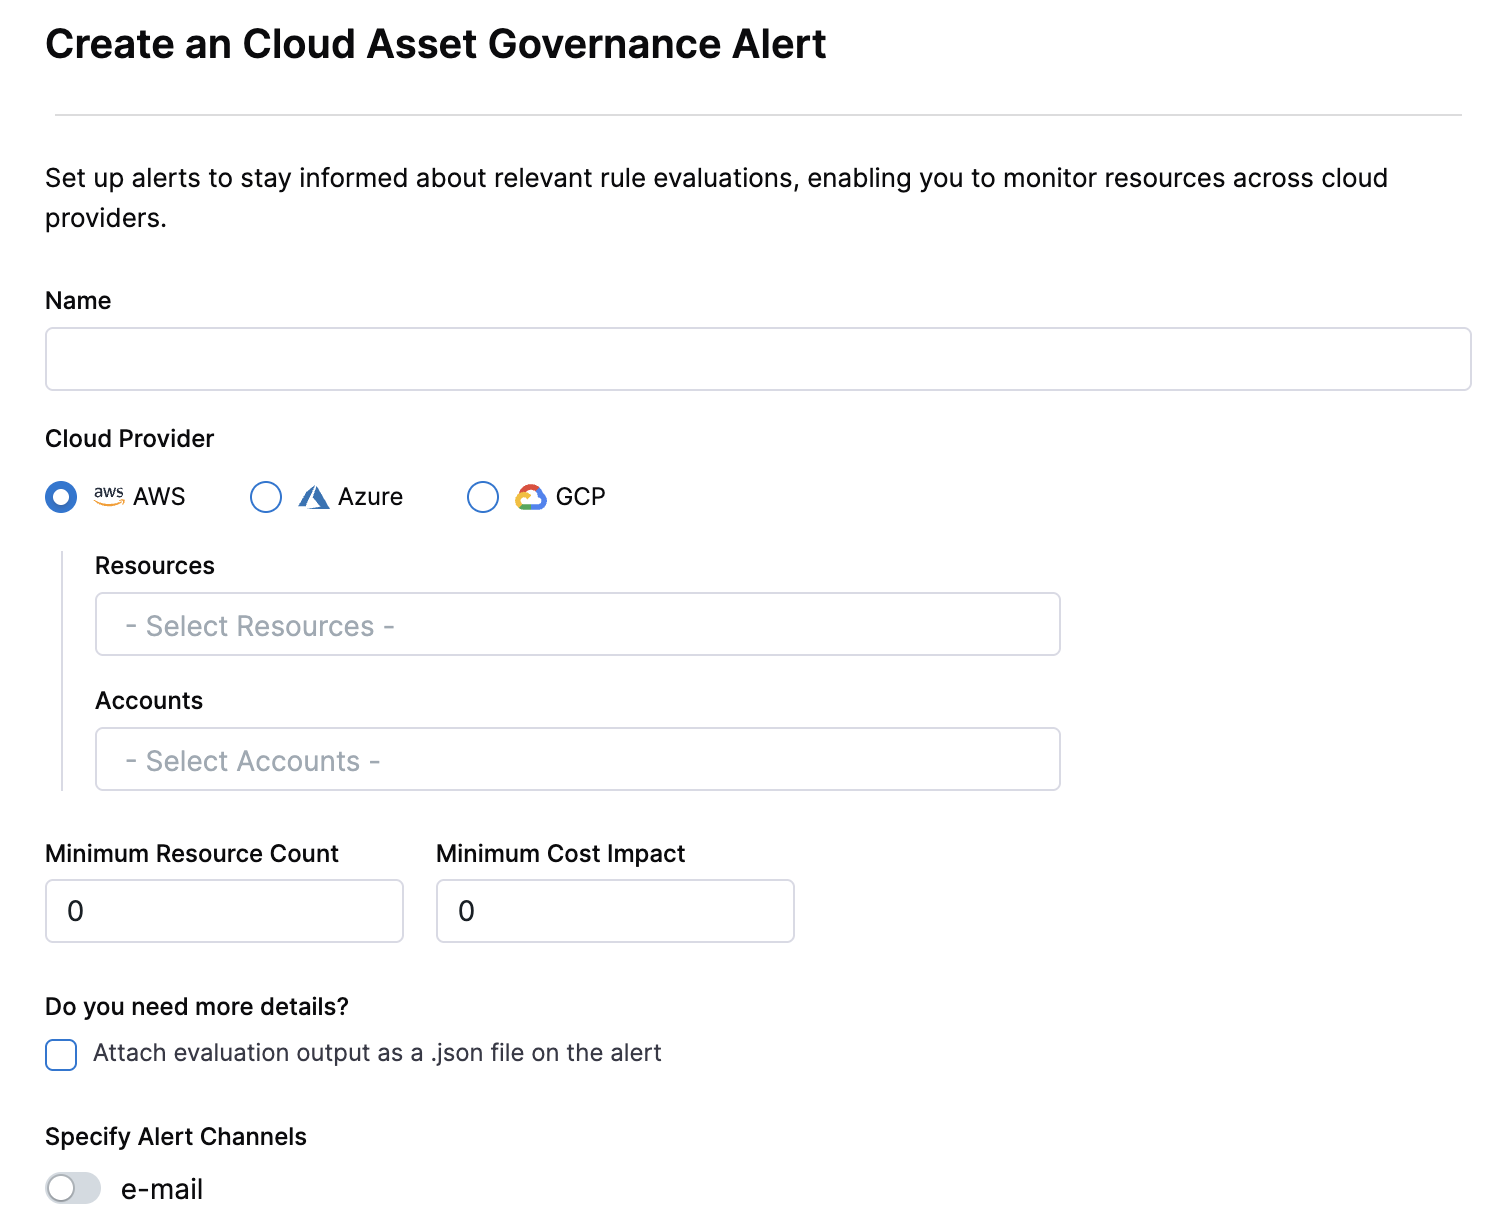 Create an Cloud Asset Governance Alert
Set up alerts to stay informed about relevant rule evaluations, enabling you to monitor resources across cloud
providers.
Name
Cloud Provider
aws AWS Azure GCP
Resources
- Select Resources -
Accounts
- Select Accounts -
Minimum Resource Count Minimum Cost Impact
0 0
Do you need more details?
Attach evaluation output as a .json file on the alert
Specify Alert Channels
e-mail